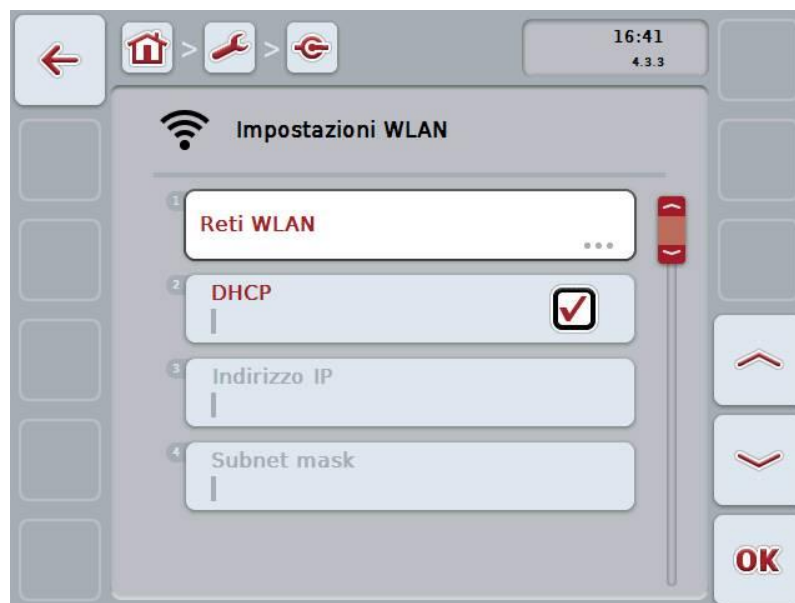 > >
16:41
4.3.3
Impostazioni WLAN
1
Reti WLAN
...
2
DHCP
3
Indirizzo IP
4
Subnet mask
OK